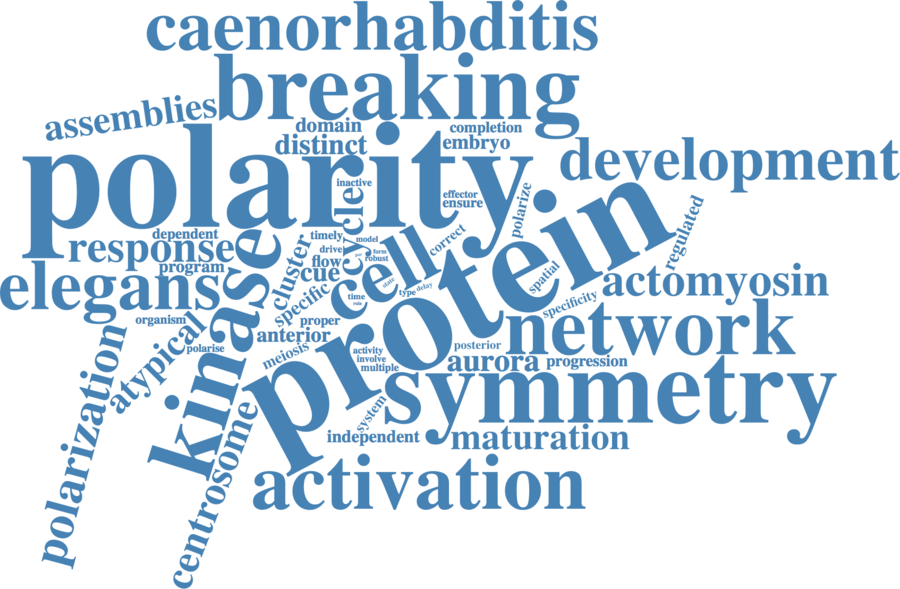 caenorhabditis
breaking
assemblies
domain
completion
distinct
embryo
polarity
development
inactive
effector
ensure
polarize
protein
regulated
dependent
response
program
elegans
kinase
cluster
timely
drive
flow
cue
cycle
model
form
robust
correct
cell
state
type
delay
time
role
specific
spatial
specificity
actomyosin
organism
proper
anterior
network
polarization
atypical
polarise
meiosis
activity
involve
multiple
posterior
aurora
progression
symmetry
system
independent
maturation
centrosome
activation